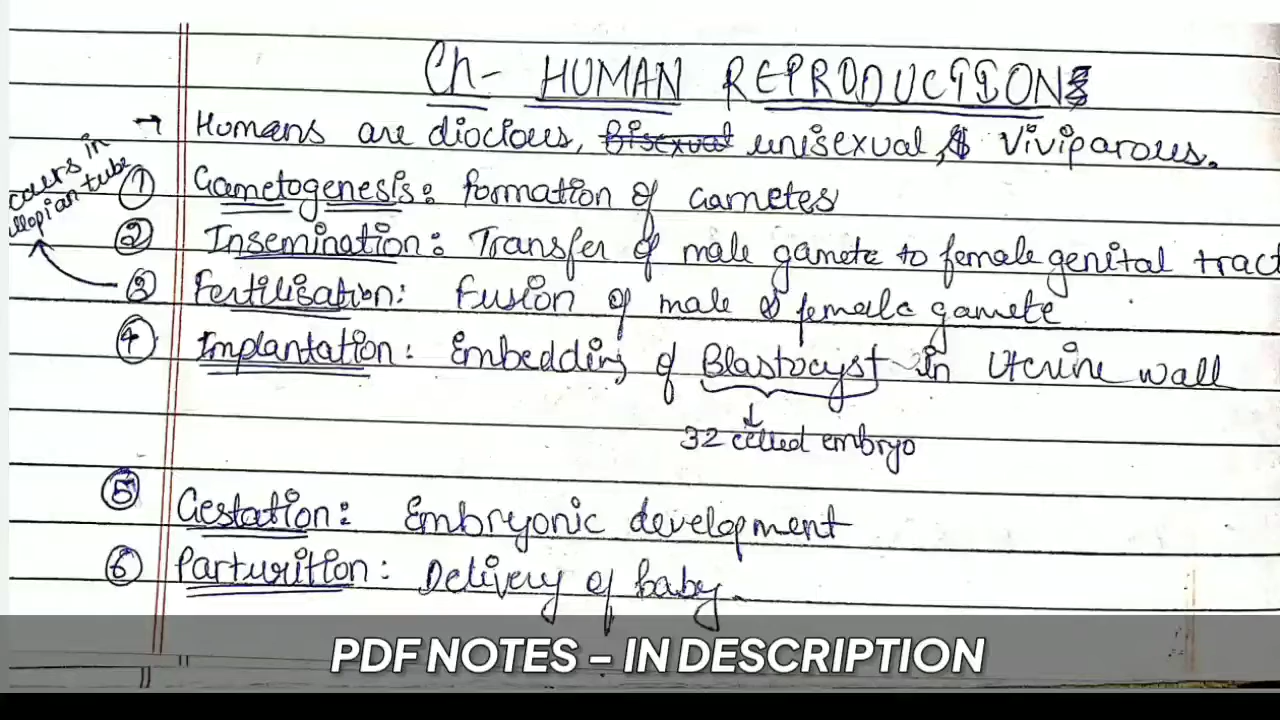 Ch- HUMAN REPRODUCTION
→ Humans are diocious, Bisexual unisexual, & Viviparous.
① Gametogenesis: formation of Gametes
② Insemination: Transfer of male gamete to female genital tract
occurs in
fallopian tube
③ Fertilisation: Fusion of male & female gamete
④ Implantation: Embedding of Blastocyst in Uterine wall
↓
32 celled embryo
⑤ Gestation: Embryonic development
⑥ Parturition: Delivery of baby.
PDF NOTES – IN DESCRIPTION